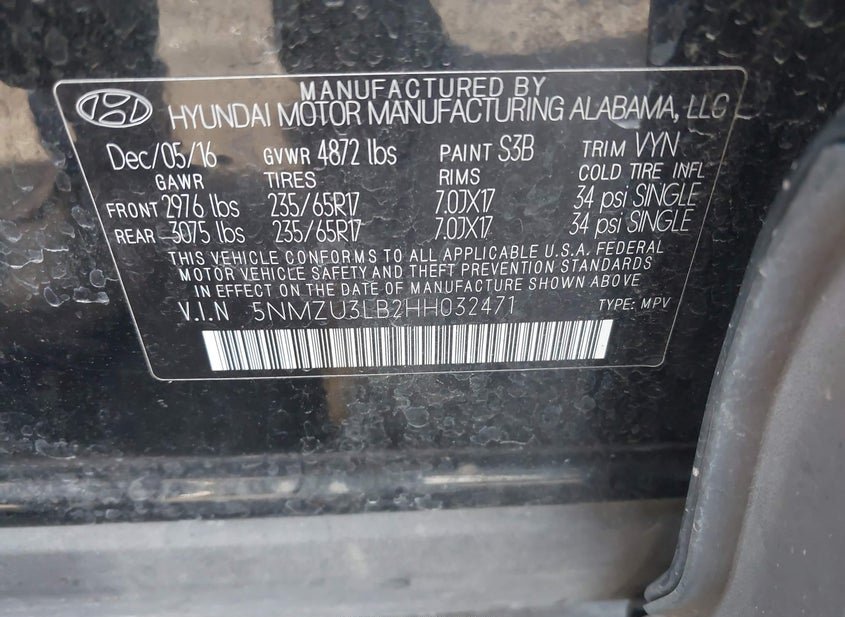 MANUFACTURED BY
HYUNDAI MOTOR MANUFACTURING ALABAMA, LLC
Dec/05/16 GVWR 4872 lbs PAINT S3B TRIM VYN
GAWR TIRES RIMS COLD TIRE INFL
FRONT 2976 lbs 235/65R17 7.0JX17 34 psi SINGLE
REAR 3075 lbs 235/65R17 7.0JX17 34 psi SINGLE
THIS VEHICLE CONFORMS TO ALL APPLICABLE U.S.A. FEDERAL
MOTOR VEHICLE SAFETY AND THEFT PREVENTION STANDARDS
IN EFFECT ON THE DATE OF MANUFACTURE SHOWN ABOVE
V.I.N 5NMZU3LB2HH032471 TYPE: MPV